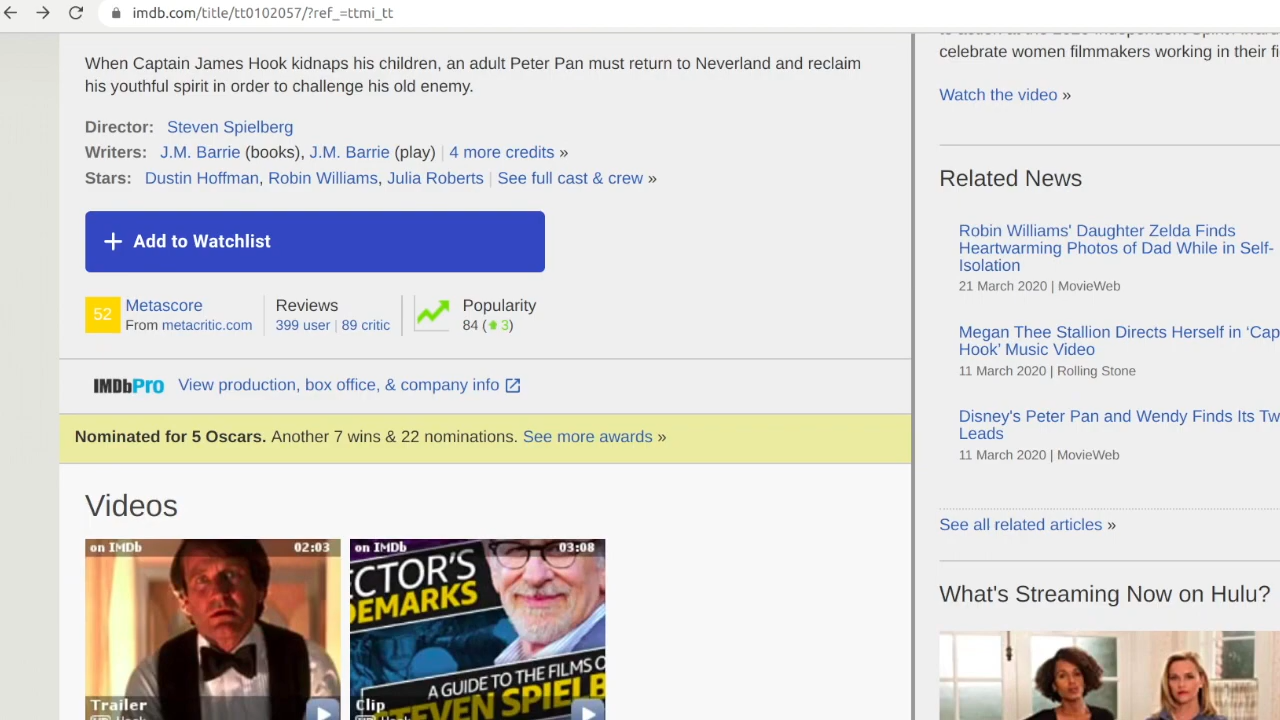 imdb.com/title/tt0102057/?ref_=ttmi_tt
When Captain James Hook kidnaps his children, an adult Peter Pan must return to Neverland and reclaim
his youthful spirit in order to challenge his old enemy.
Director: Steven Spielberg
Writers: J.M. Barrie (books), J.M. Barrie (play) | 4 more credits »
Stars: Dustin Hoffman, Robin Williams, Julia Roberts | See full cast & crew »
Add to Watchlist
52 Metascore
From metacritic.com
Reviews
399 user | 89 critic
Popularity
84 (3)
IMDbPro View production, box office, & company info
Nominated for 5 Oscars. Another 7 wins & 22 nominations. See more awards »
Videos
on IMDb 02:03
Trailer
on IMDb 03:08
CTOR'S
DEMARKS
A GUIDE TO THE FILMS O
TEVEN SPIELB
Clip
celebrate women filmmakers working in their fi
Watch the video »
Related News
Robin Williams' Daughter Zelda Finds
Heartwarming Photos of Dad While in Self-
Isolation
21 March 2020 | MovieWeb
Megan Thee Stallion Directs Herself in ‘Cap
Hook’ Music Video
11 March 2020 | Rolling Stone
Disney's Peter Pan and Wendy Finds Its Tw
Leads
11 March 2020 | MovieWeb
See all related articles »
What's Streaming Now on Hulu?